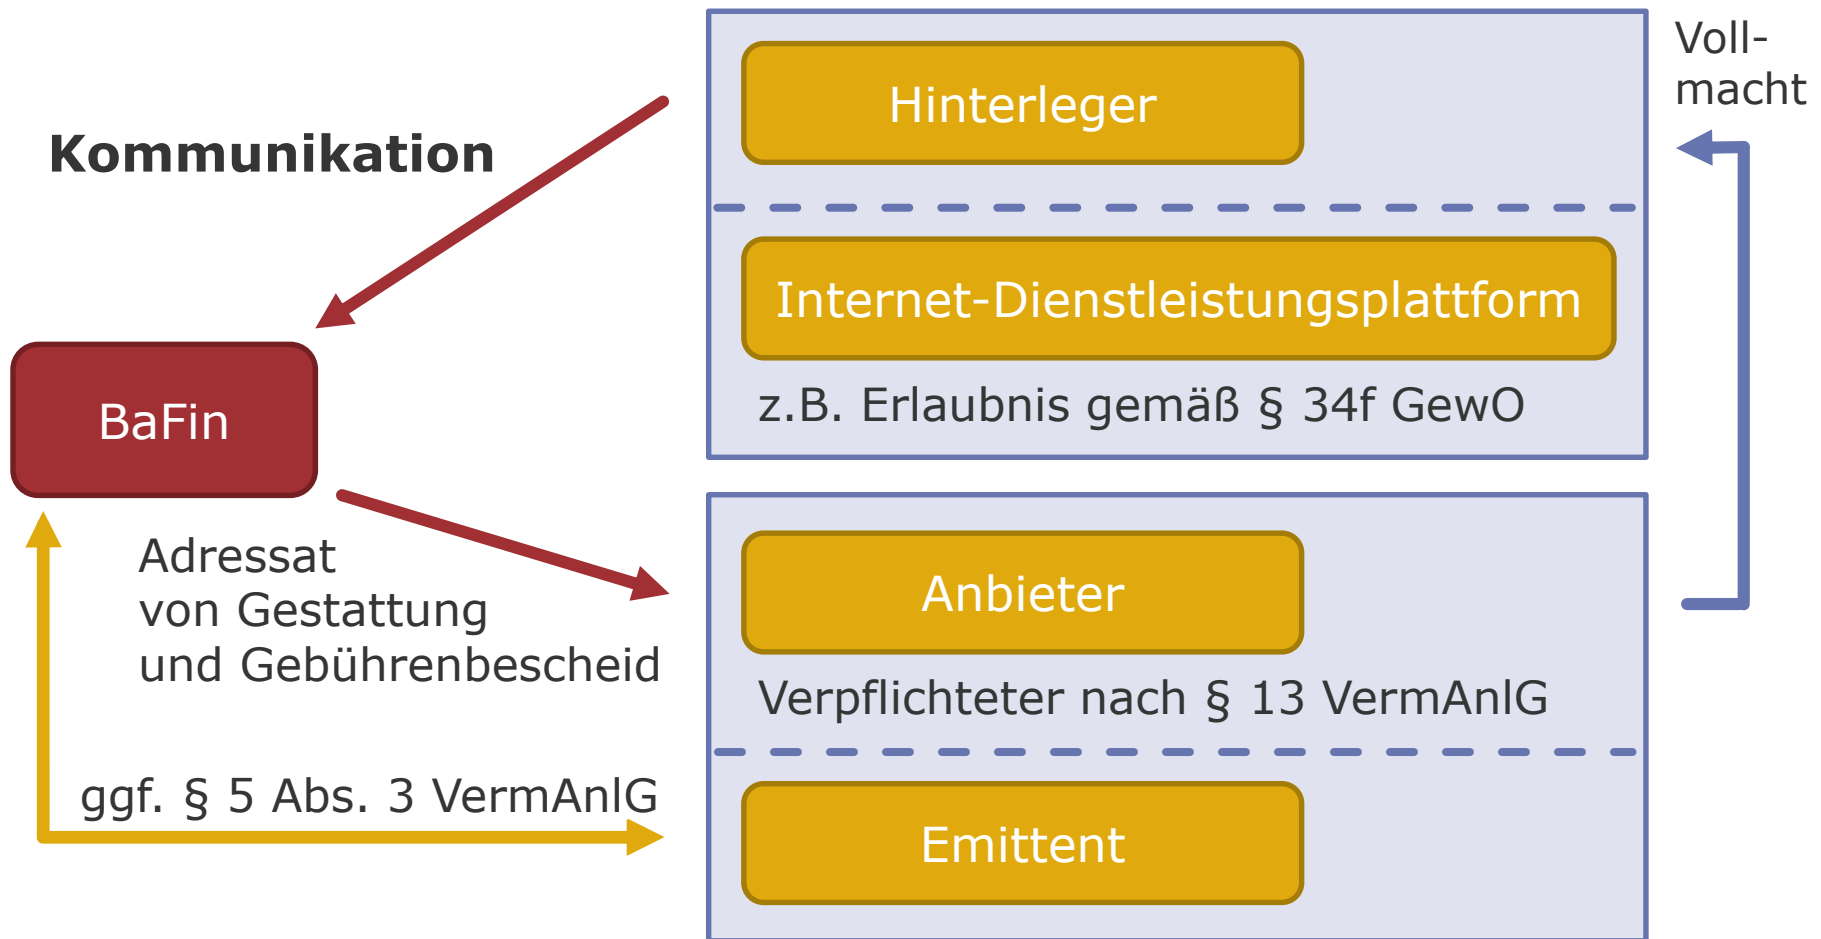 Voll-
macht
Hinterleger
Kommunikation
Internet-Dienstleistungsplattform
z.B. Erlaubnis gemäß § 34f GewO
BaFin
Adressat
von Gestattung
und Gebührenbescheid
Anbieter
Verpflichteter nach § 13 VermAnlG
ggf. § 5 Abs. 3 VermAnlG
Emittent